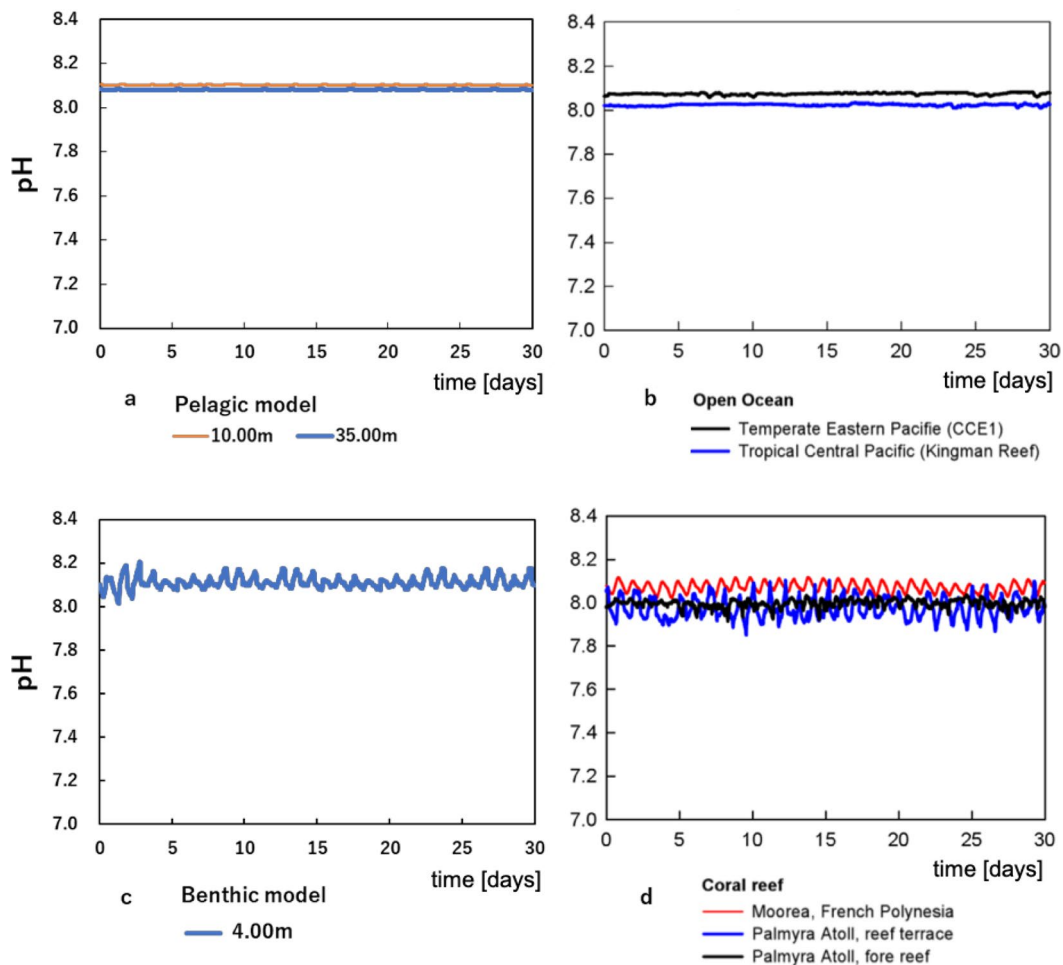 8.4
8.2
8.0
7.8
7.6
7.4
7.2
7.0
pH
0 5 10 15 20 25 30
time [days]
a Pelagic model
10.00m 35.00m
8.4
8.2
8.0
7.8
7.6
7.4
7.2
7.0
0 5 10 15 20 25 30
time [days]
b Open Ocean
Temperate Eastern Pacifie (CCE1)
Tropical Central Pacific (Kingman Reef)
8.4
8.2
8.0
7.8
7.6
7.4
7.2
7.0
pH
0 5 10 15 20 25 30
time [days]
c Benthic model
4.00m
8.4
8.2
8.0
7.8
7.6
7.4
7.2
7.0
0 5 10 15 20 25 30
time [days]
d Coral reef
Moorea, French Polynesia
Palmyra Atoll, reef terrace
Palmyra Atoll, fore reef